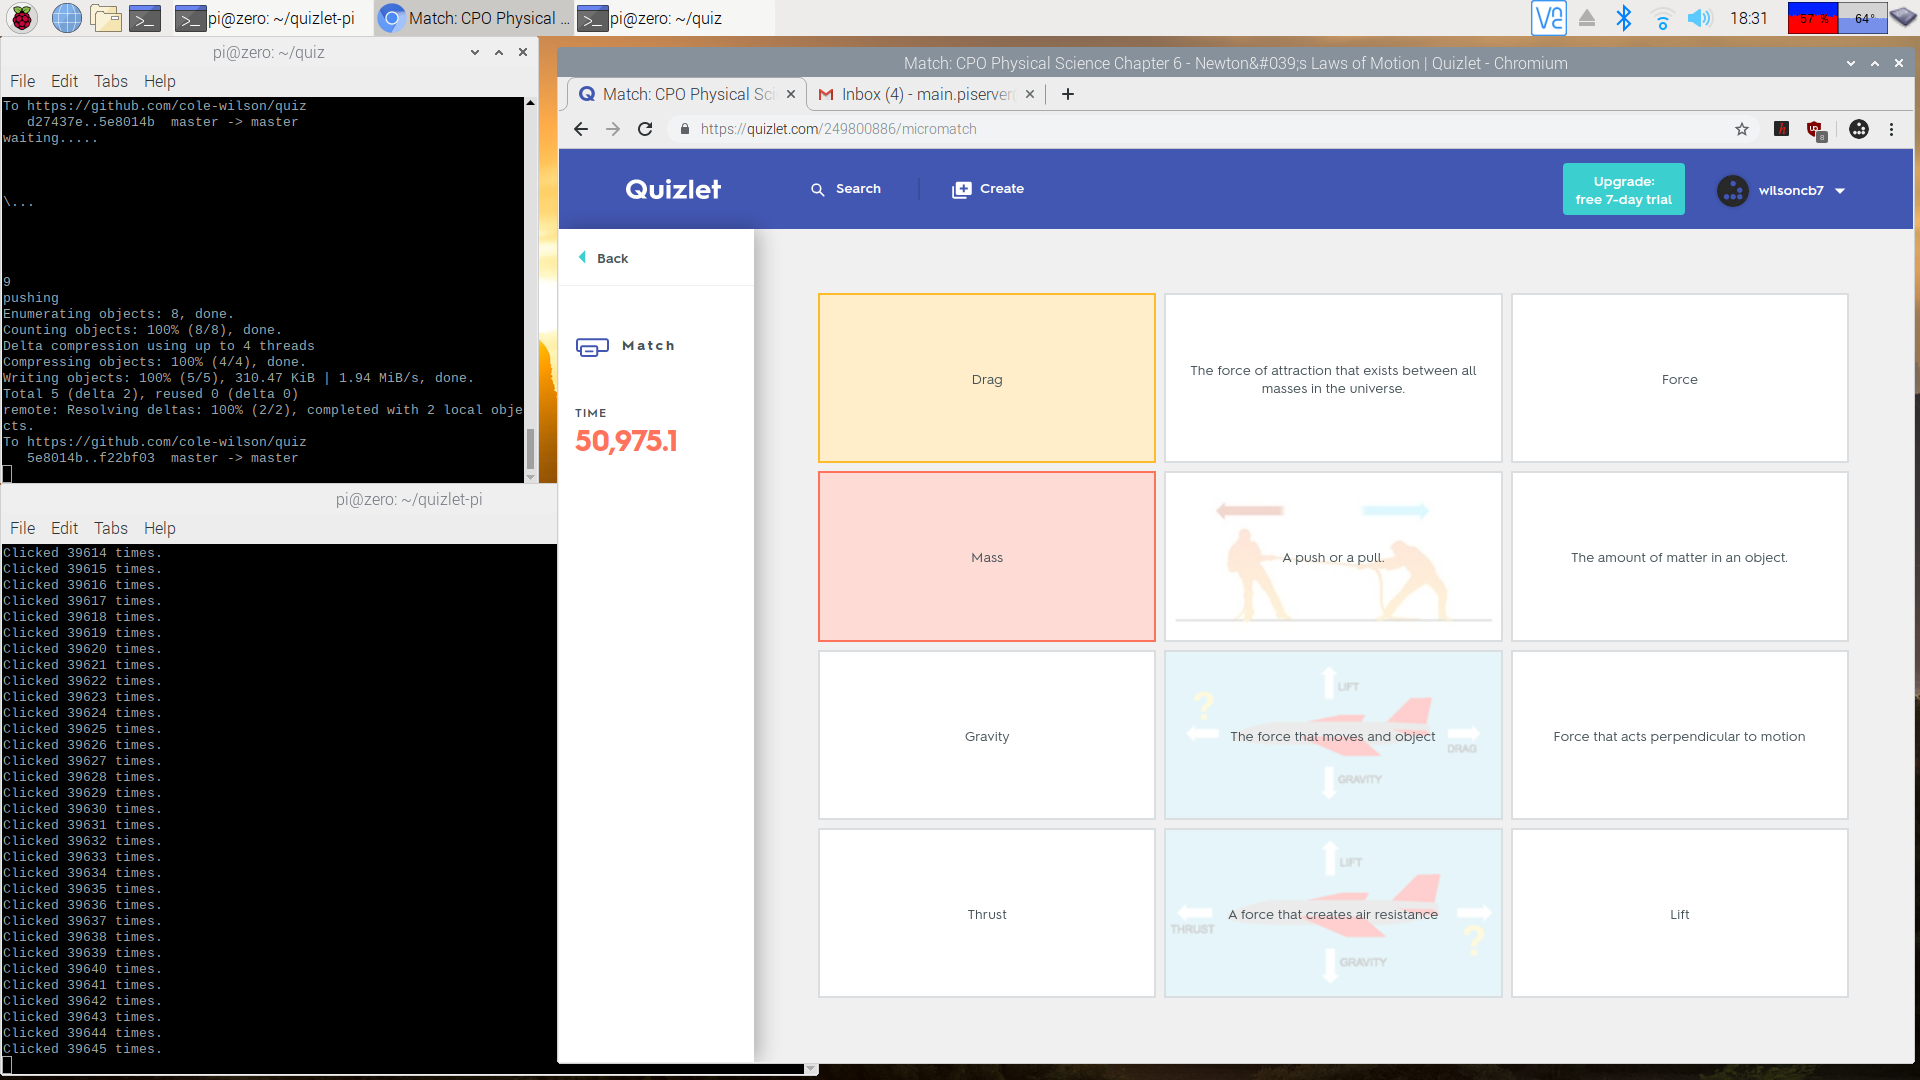 pi@zero: ~/quizlet-pi
Match: CPO Physical ...
pi@zero: ~/quiz
18:31
57 %
64°
pi@zero: ~/quiz
File Edit Tabs Help
To https://github.com/cole-wilson/quiz
d27437e..5e8014b master -> master
waiting.....
\...
9
pushing
Enumerating objects: 8, done.
Counting objects: 100% (8/8), done.
Delta compression using up to 4 threads
Compressing objects: 100% (4/4), done.
Writing objects: 100% (5/5), 310.47 KiB | 1.94 MiB/s, done.
Total 5 (delta 2), reused 0 (delta 0)
remote: Resolving deltas: 100% (2/2), completed with 2 local obje
cts.
To https://github.com/cole-wilson/quiz
5e8014b..f22bf03 master -> master
pi@zero: ~/quizlet-pi
File Edit Tabs Help
Clicked 39614 times.
Clicked 39615 times.
Clicked 39616 times.
Clicked 39617 times.
Clicked 39618 times.
Clicked 39619 times.
Clicked 39620 times.
Clicked 39621 times.
Clicked 39622 times.
Clicked 39623 times.
Clicked 39624 times.
Clicked 39625 times.
Clicked 39626 times.
Clicked 39627 times.
Clicked 39628 times.
Clicked 39629 times.
Clicked 39630 times.
Clicked 39631 times.
Clicked 39632 times.
Clicked 39633 times.
Clicked 39634 times.
Clicked 39635 times.
Clicked 39636 times.
Clicked 39637 times.
Clicked 39638 times.
Clicked 39639 times.
Clicked 39640 times.
Clicked 39641 times.
Clicked 39642 times.
Clicked 39643 times.
Clicked 39644 times.
Clicked 39645 times.
Match: CPO Physical Science Chapter 6 - Newton&#039;s Laws of Motion | Quizlet - Chromium
Match: CPO Physical Sci
Inbox (4) - main.piserver
https://quizlet.com/249800886/micromatch
8
Quizlet
Search
Create
Upgrade:
free 7-day trial
wilsoncb7
Back
Match
TIME
50,975.1
Drag
The force of attraction that exists between all
masses in the universe.
Force
Mass
A push or a pull.
The amount of matter in an object.
Gravity
LIFT
?
The force that moves and object
DRAG
GRAVITY
Force that acts perpendicular to motion
Thrust
LIFT
A force that creates air resistance
THRUST
?
GRAVITY
Lift